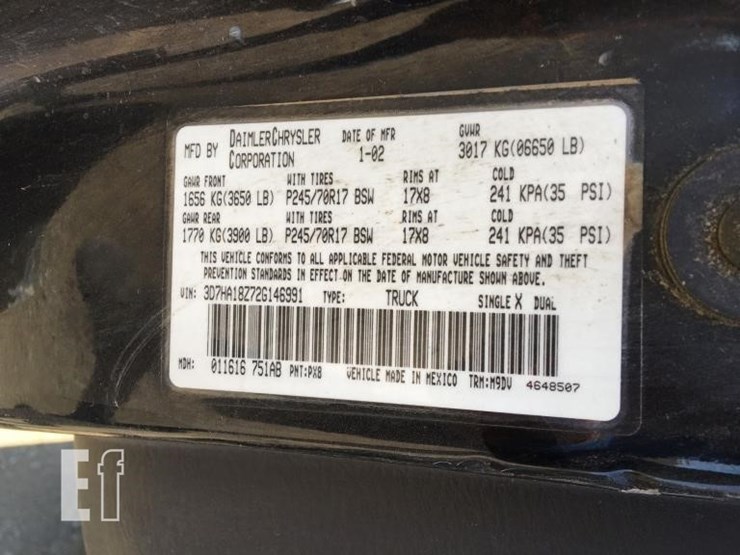 MFD BY DAIMLERCHRYSLER CORPORATION DATE OF MFR 1-02 GVWR 3017 KG(06650 LB)
GAWR FRONT WITH TIRES RIMS AT COLD
1656 KG(3650 LB) P245/70R17 BSW 17X8 241 KPA(35 PSI)
GAWR REAR WITH TIRES RIMS AT COLD
1770 KG(3900 LB) P245/70R17 BSW 17X8 241 KPA(35 PSI)
THIS VEHICLE CONFORMS TO ALL APPLICABLE FEDERAL MOTOR VEHICLE SAFETY AND THEFT
PREVENTION STANDARDS IN EFFECT ON THE DATE OF MANUFACTURE SHOWN ABOVE.
VIN: 3D7HA18Z72G146991 TYPE: TRUCK SINGLE X DUAL
MDH: 011616 751AB PNT:PX8 VEHICLE MADE IN MEXICO TRM:M9DV 4648507
Ef